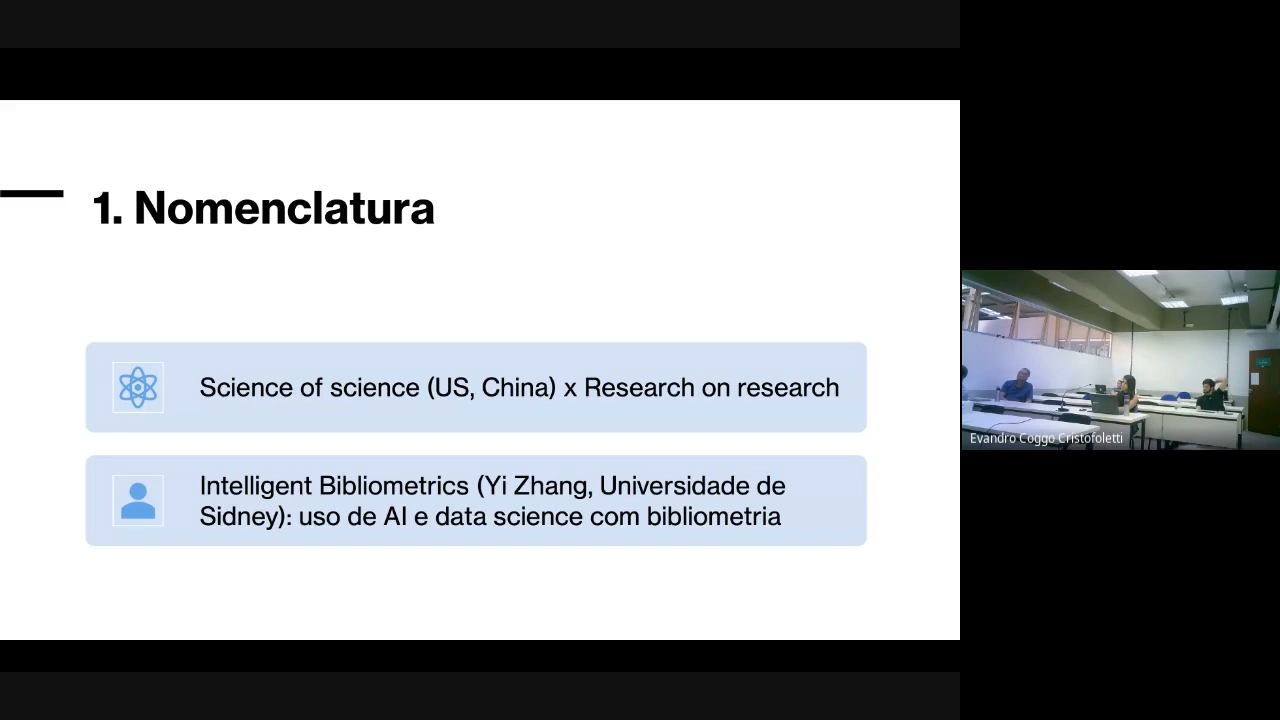 1. Nomenclatura
Science of science (US, China) x Research on research
Intelligent Bibliometrics (Yi Zhang, Universidade de
Sidney): uso de AI e data science com bibliometria
Evandro Coggo Cristofoletti